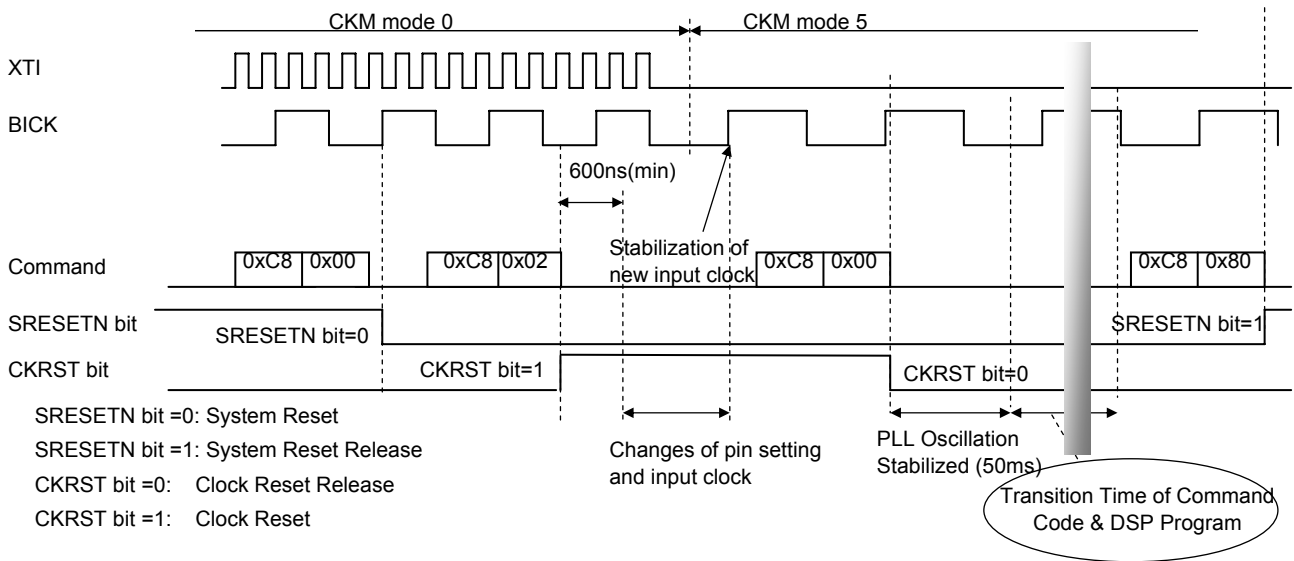 CKM mode 0
CKM mode 5
XTI
BICK
600ns(min)
Stabilization of
new input clock
Command
0xC8
0x00
0xC8
0x02
0xC8
0x00
0xC8
0x80
SRESETN bit
SRESETN bit=0
SRESETN bit=1
CKRST bit
CKRST bit=1
CKRST bit=0
SRESETN bit =0: System Reset
SRESETN bit =1: System Reset Release
CKRST bit =0: Clock Reset Release
CKRST bit =1: Clock Reset
Changes of pin setting
and input clock
PLL Oscillation
Stabilized (50ms)
Transition Time of Command
Code & DSP Program